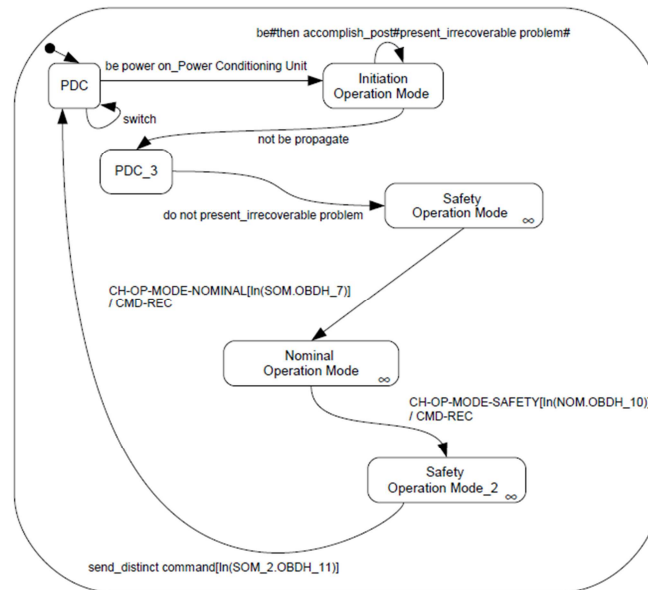 be#then accomplish_post#present_irrecoverable problem#
be power on_Power Conditioning Unit
PDC
Initiation
Operation Mode
switch
not be propagate
PDC_3
Safety
Operation Mode
∞
do not present_irrecoverable problem
CH-OP-MODE-NOMINAL[In(SOM.OBDH_7)]
/ CMD-REC
Nominal
Operation Mode
∞
CH-OP-MODE-SAFETY[In(NOM.OBDH_10)]
/ CMD-REC
Safety
Operation Mode_2
∞
send_distinct command[In(SOM_2.OBDH_11)]